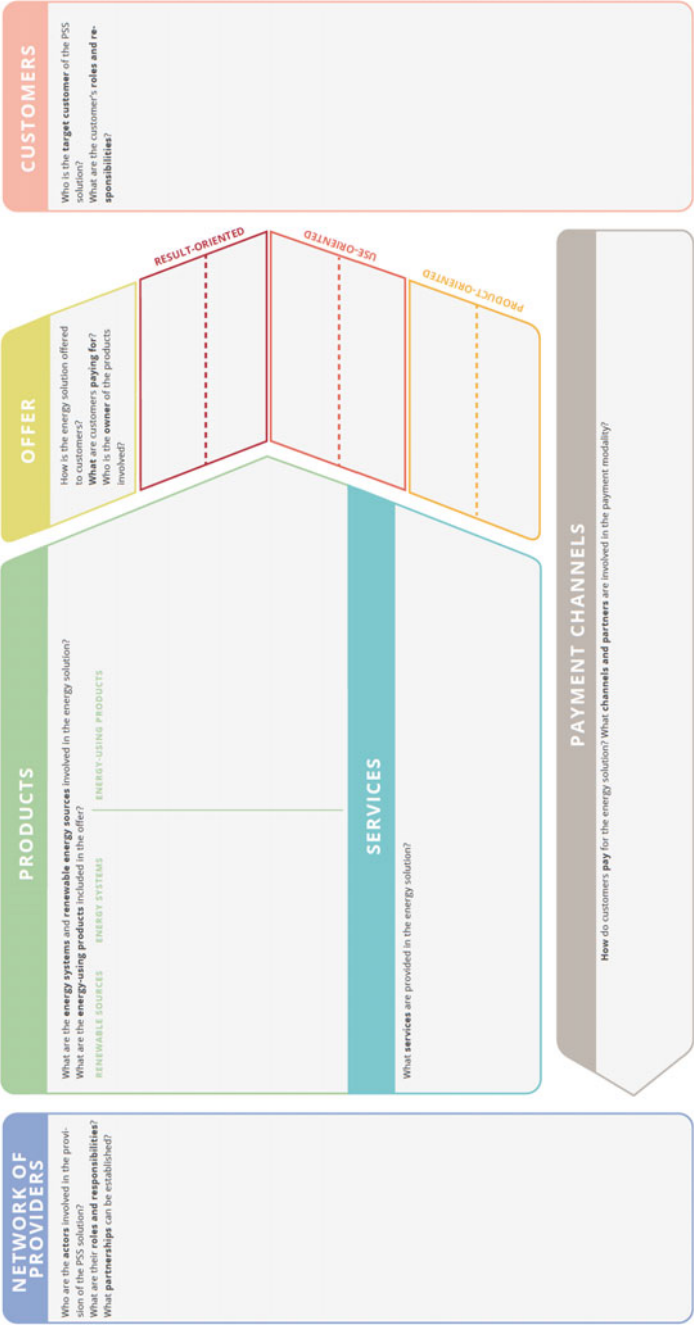 NETWORK OF
PROVIDERS
Who are the actors involved in the provi-
sion of the PSS solution?
What are their roles and responsibilities?
What partnerships can be established?
PRODUCTS
What are the energy systems and renewable energy sources involved in the energy solution?
What are the energy-using products included in the offer?
RENEWABLE SOURCES
ENERGY SYSTEMS
ENERGY-USING PRODUCTS
SERVICES
What services are provided in the energy solution?
OFFER
How is the energy solution offered
to customers?
What are customers paying for?
Who is the owner of the products
involved?
RESULT-ORIENTED
USE-ORIENTED
PRODUCT-ORIENTED
CUSTOMERS
Who is the target customer of the PSS
solution?
What are the customer's roles and re-
sponsibilities?
PAYMENT CHANNELS
How do customers pay for the energy solution? What channels and partners are involved in the payment modality?